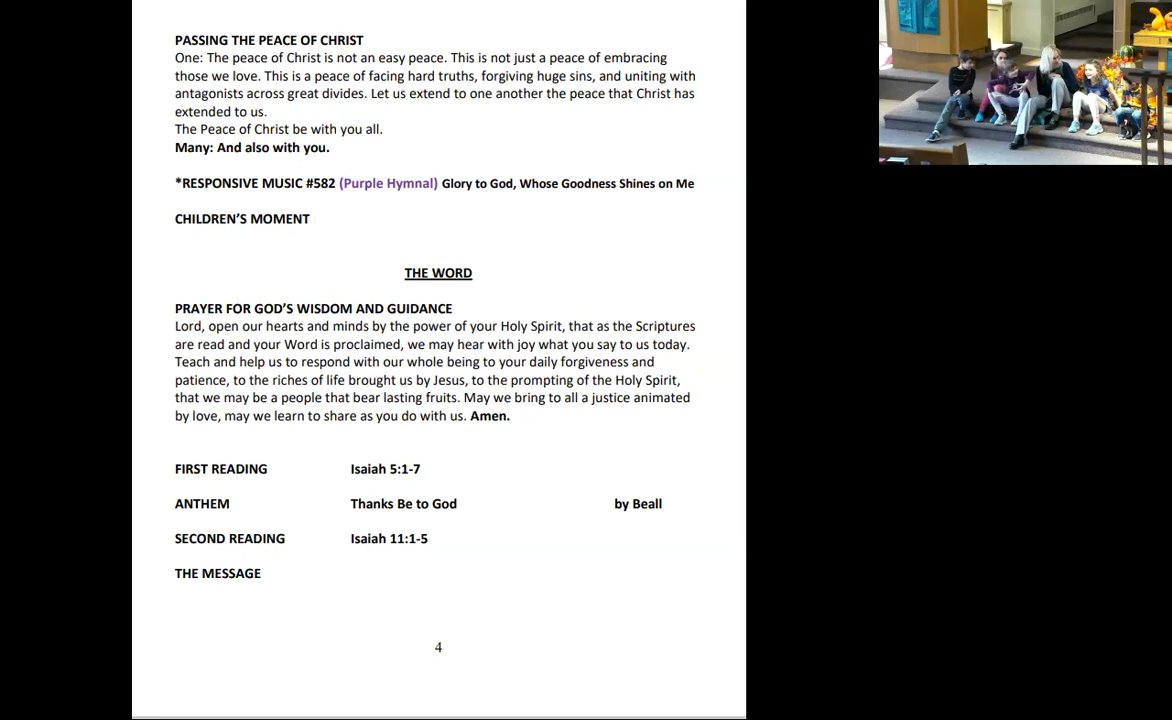 PASSING THE PEACE OF CHRIST
One: The peace of Christ is not an easy peace. This is not just a peace of embracing
those we love. This is a peace of facing hard truths, forgiving huge sins, and uniting with
antagonists across great divides. Let us extend to one another the peace that Christ has
extended to us.
The Peace of Christ be with you all.
Many: And also with you.
*RESPONSIVE MUSIC #582 (Purple Hymnal) Glory to God, Whose Goodness Shines on Me
CHILDREN’S MOMENT
THE WORD
PRAYER FOR GOD’S WISDOM AND GUIDANCE
Lord, open our hearts and minds by the power of your Holy Spirit, that as the Scriptures
are read and your Word is proclaimed, we may hear with joy what you say to us today.
Teach and help us to respond with our whole being to your daily forgiveness and
patience, to the riches of life brought us by Jesus, to the prompting of the Holy Spirit,
that we may be a people that bear lasting fruits. May we bring to all a justice animated
by love, may we learn to share as you do with us. Amen.
FIRST READING Isaiah 5:1-7
ANTHEM Thanks Be to God by Beall
SECOND READING Isaiah 11:1-5
THE MESSAGE
4